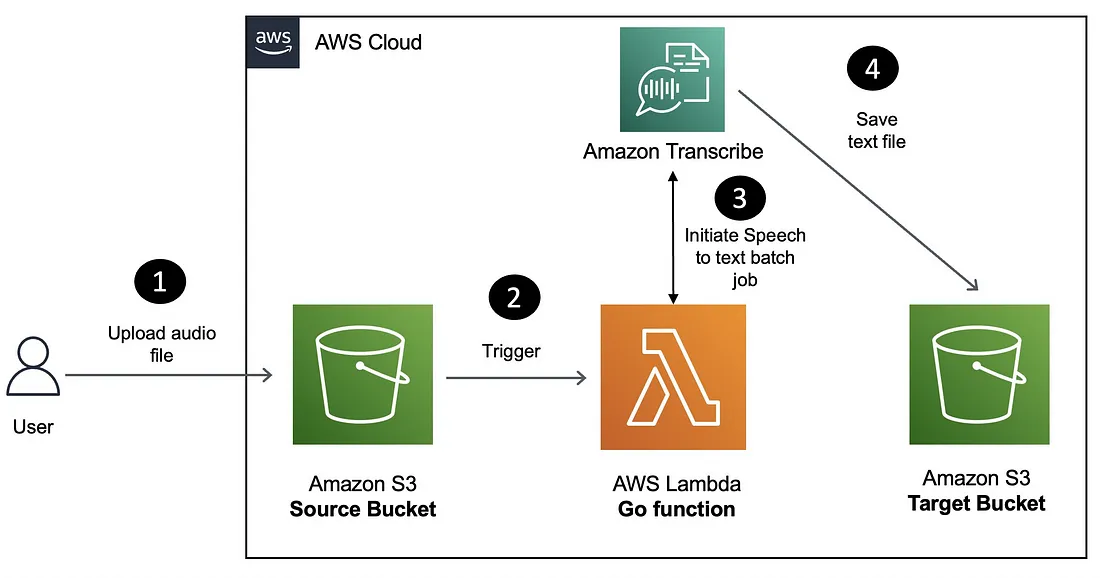 aws
AWS Cloud
1
Upload audio
file
User
Amazon S3
Source Bucket
2
Trigger
AWS Lambda
Go function
3
Initiate Speech
to text batch
job
Amazon Transcribe
4
Save
text file
Amazon S3
Target Bucket